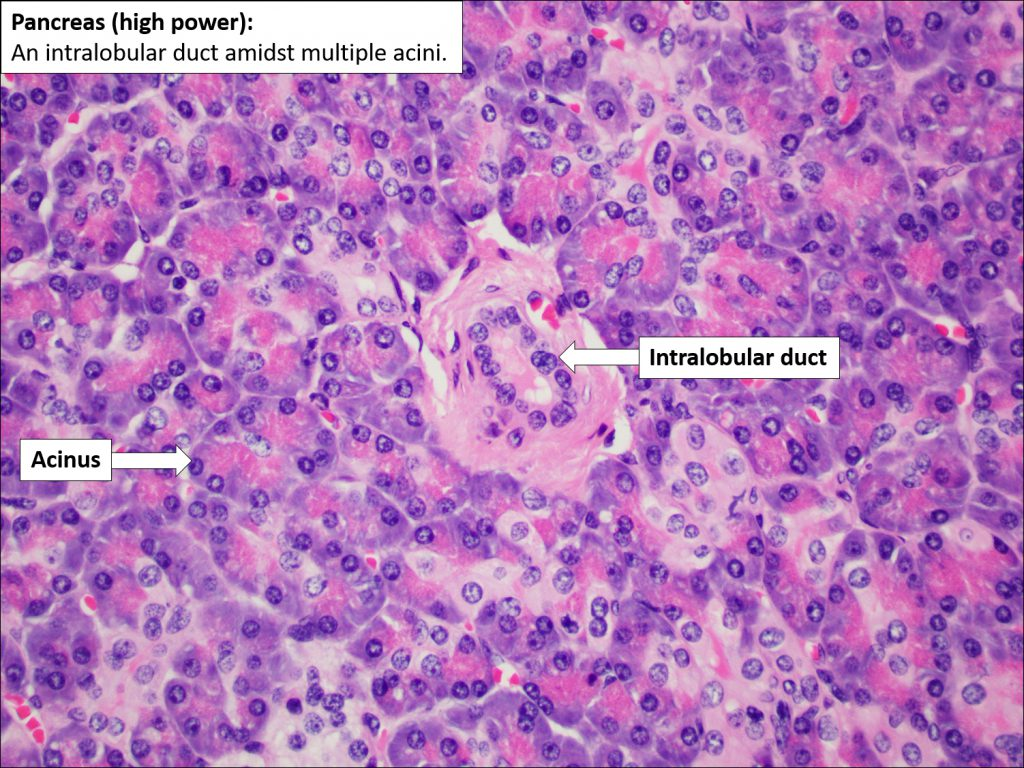 Pancreas (high power):
An intralobular duct amidst multiple acini.
Intralobular duct
Acinus